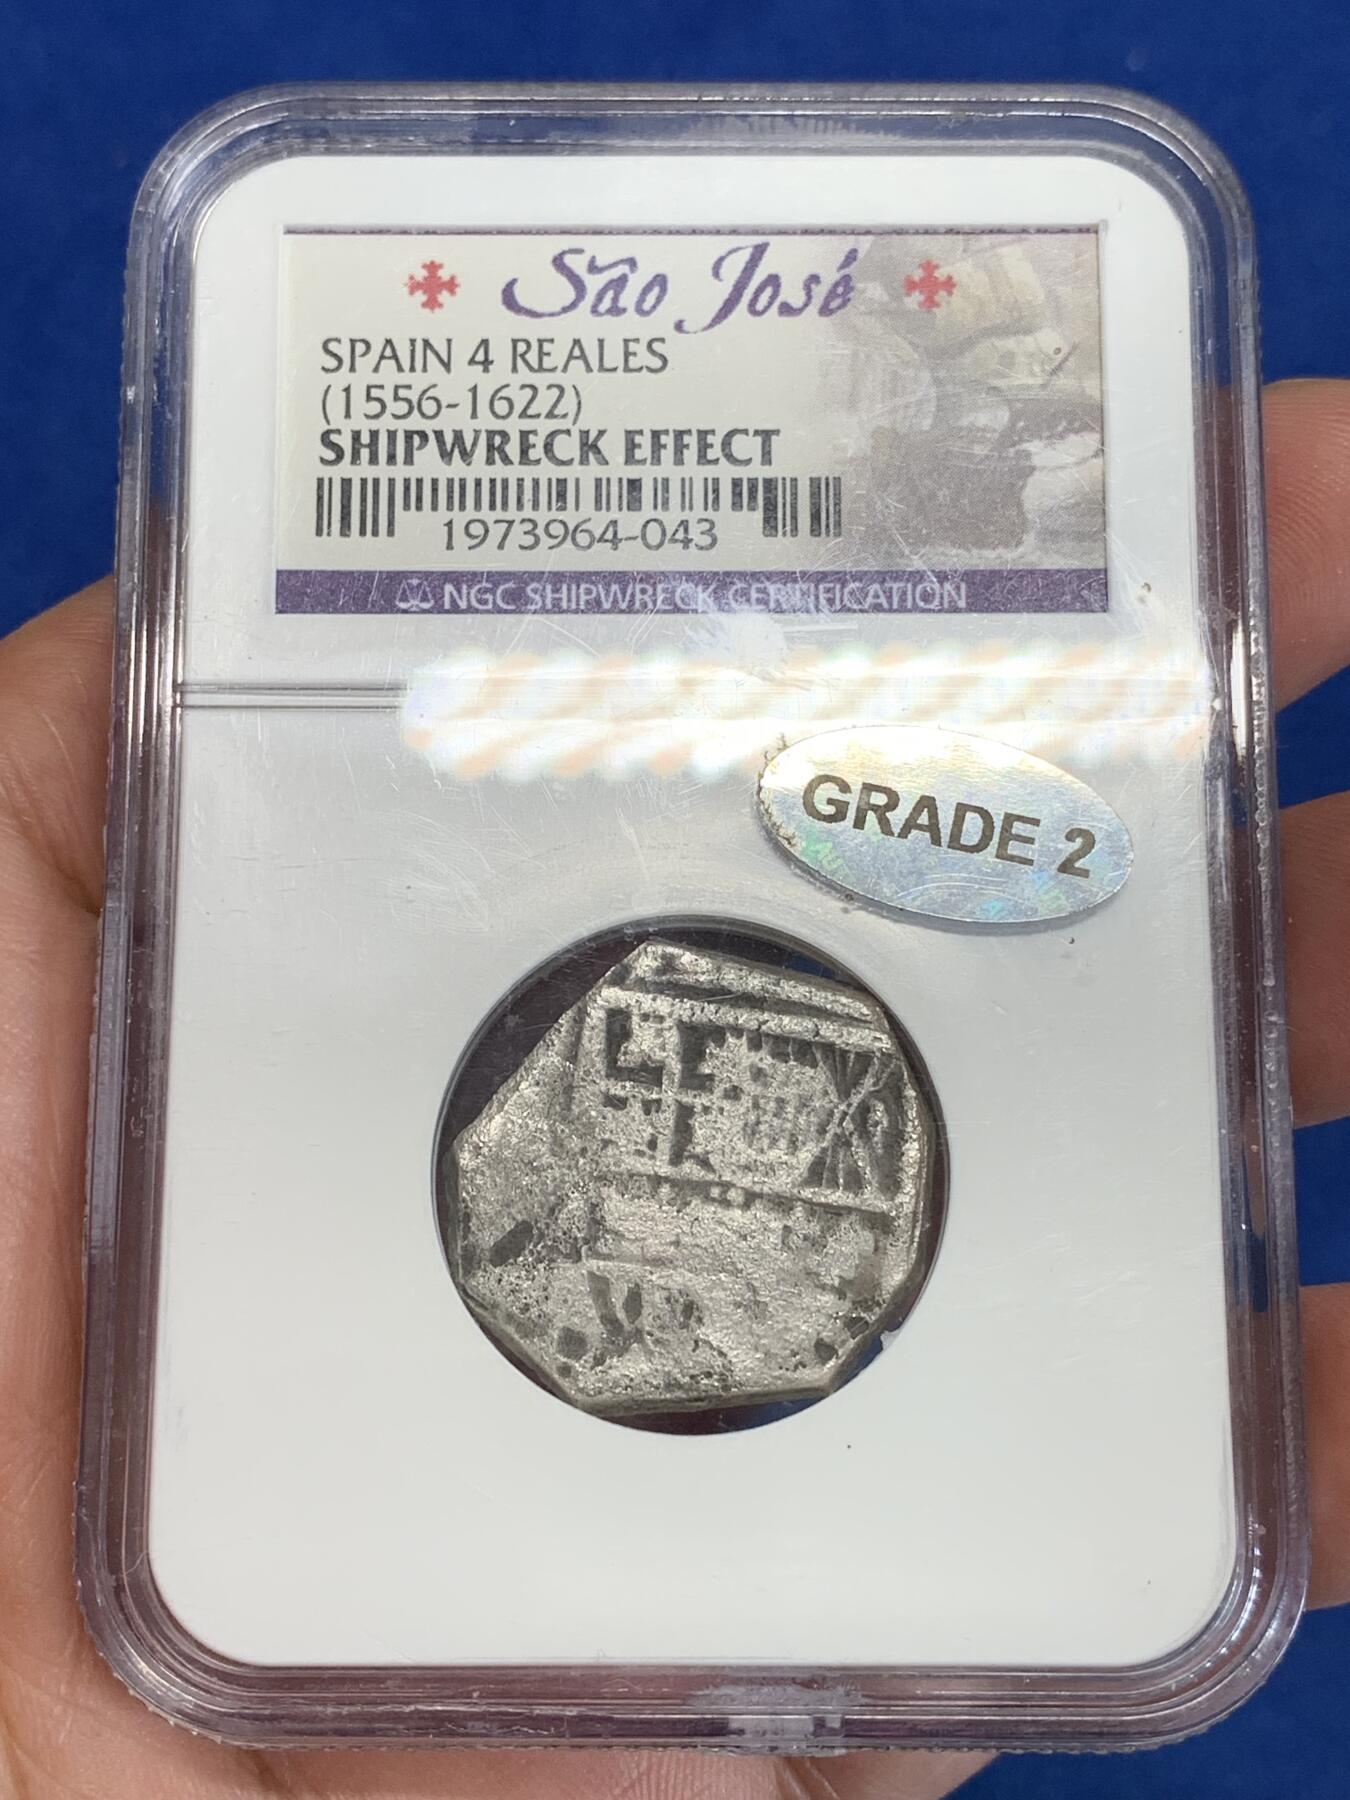 São José
SPAIN 4 REALES
(1556-1622)
SHIPWRECK EFFECT
1973964-043
NGC SHIPWRECK CERTIFICATION
GRADE 2